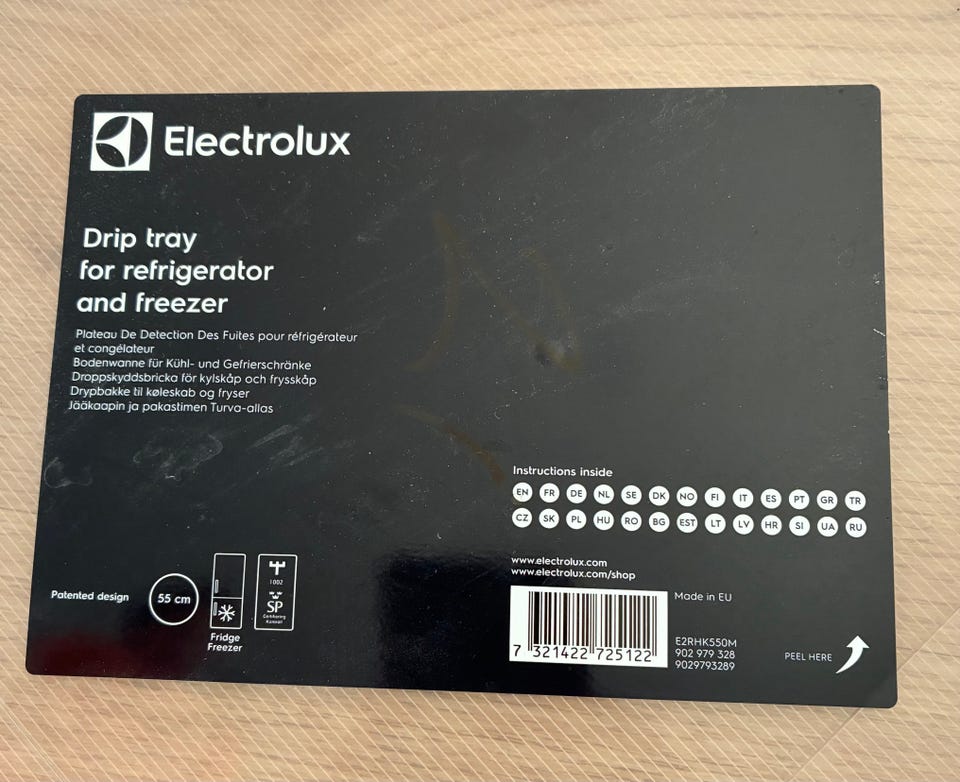 Electrolux
Drip tray
for refrigerator
and freezer
Plateau De Detection Des Fuites pour réfrigérateur
et congélateur
Bodenwanne für Kühl- und Gefrierschränke
Droppskyddsbricka för kylskåp och frysskåp
Drypbakke til køleskab og fryser
Jääkaapin ja pakastimen Turva-allas
Instructions inside
EN FR DE NL SE DK NO FI IT ES PT GR TR
CZ SK PL HU RO BG EST LT LV HR SI UA RU
www.electrolux.com
www.electrolux.com/shop
Patented design
55 cm
Fridge
Freezer
1002
SP
7 321422 725122
Made in EU
E2RHK550M
902 979 328
9029793289
PEEL HERE